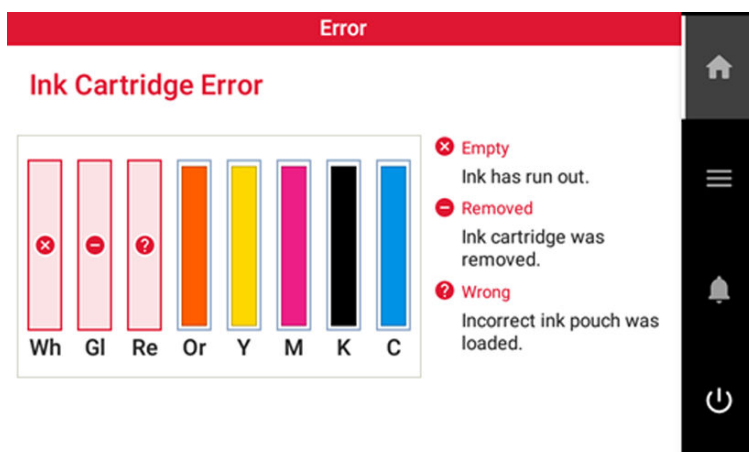 Error
Ink Cartridge Error
Wh Gl Re Or Y M K C
Empty
Ink has run out.
Removed
Ink cartridge was
removed.
Wrong
Incorrect ink pouch was
loaded.